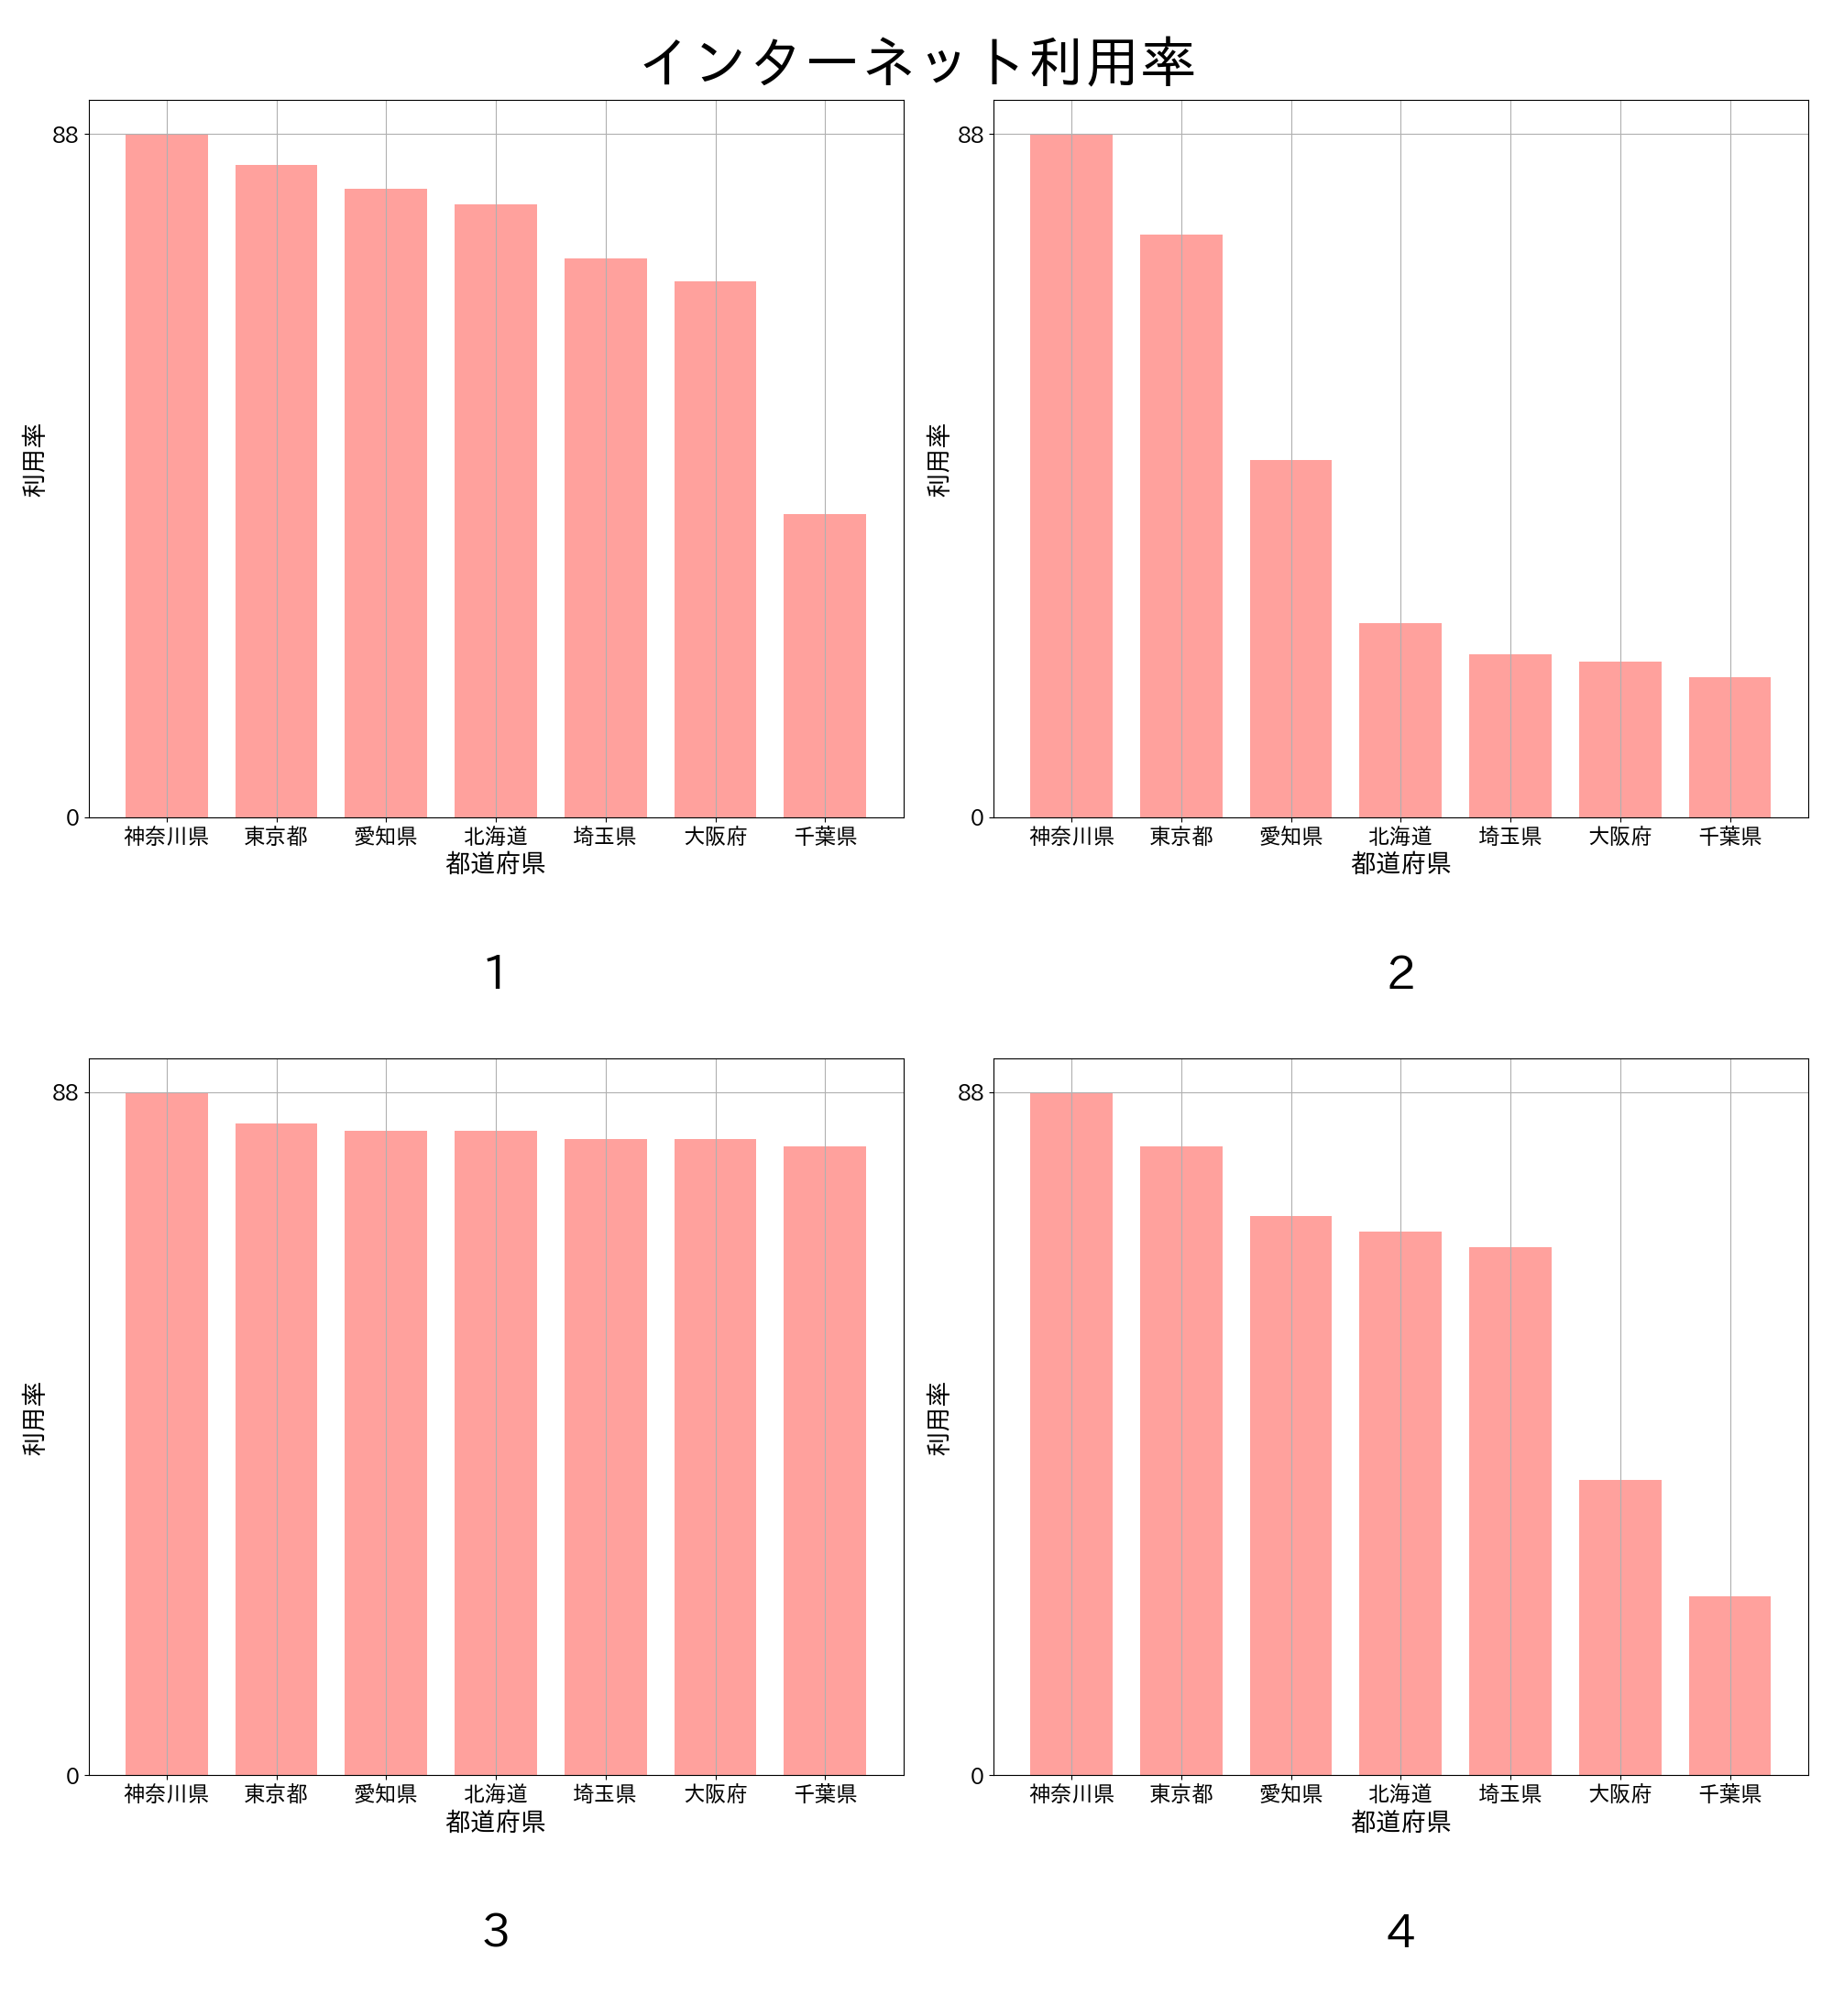 インターネット利用率
88
0
利用率
神奈川県 東京都 愛知県 北海道 埼玉県 大阪府 千葉県
都道府県
1
88
0
利用率
神奈川県 東京都 愛知県 北海道 埼玉県 大阪府 千葉県
都道府県
2
88
0
利用率
神奈川県 東京都 愛知県 北海道 埼玉県 大阪府 千葉県
都道府県
3
88
0
利用率
神奈川県 東京都 愛知県 北海道 埼玉県 大阪府 千葉県
都道府県
4